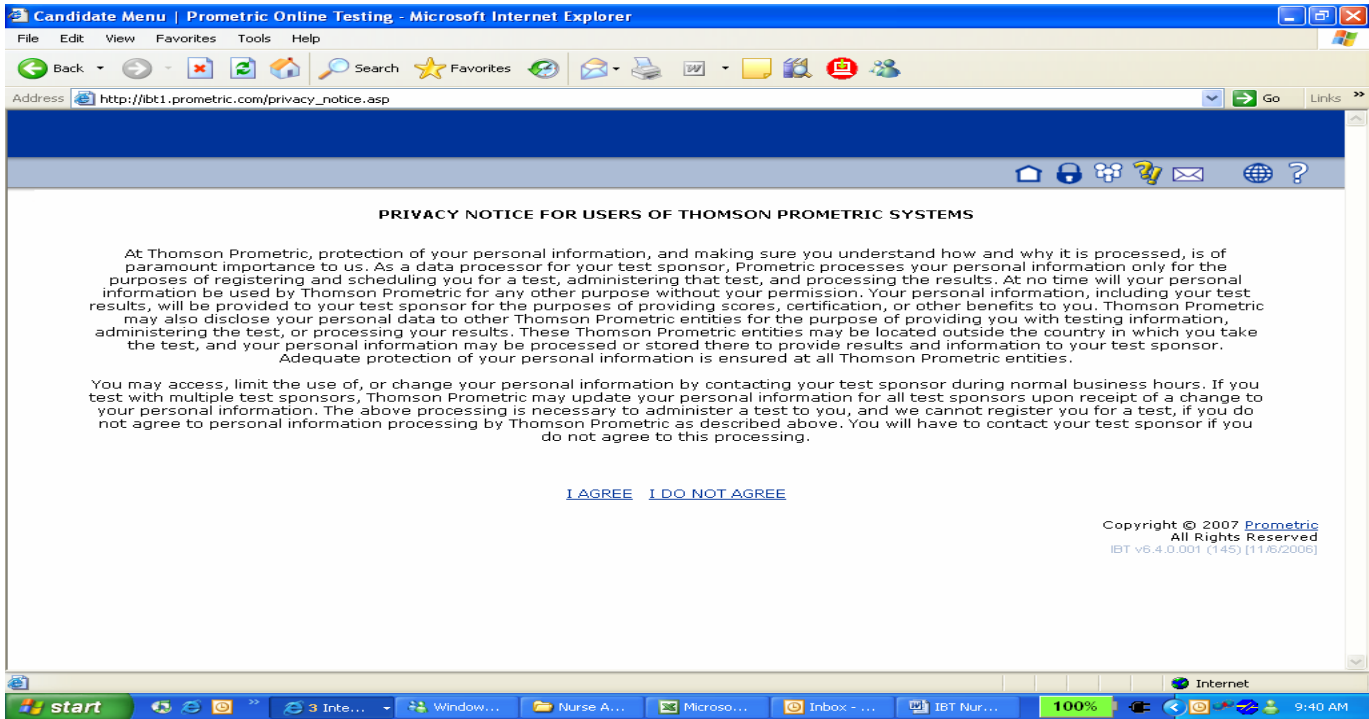 Candidate Menu | Prometric Online Testing - Microsoft Internet Explorer
File Edit View Favorites Tools Help
Back Search Favorites
Address http://ibt1.prometric.com/privacy_notice.asp Go Links »
PRIVACY NOTICE FOR USERS OF THOMSON PROMETRIC SYSTEMS
At Thomson Prometric, protection of your personal information, and making sure you understand how and why it is processed, is of
paramount importance to us. As a data processor for your test sponsor, Prometric processes your personal information only for the
purposes of registering and scheduling you for a test, administering that test, and processing the results. At no time will your personal
information be used by Thomson Prometric for any other purpose without your permission. Your personal information, including your test
results, will be provided to your test sponsor for the purposes of providing scores, certification, or other benefits to you. Thomson Prometric
may also disclose your personal data to other Thomson Prometric entities for the purpose of providing you with testing information,
administering the test, or processing your results. These Thomson Prometric entities may be located outside the country in which you take
the test, and your personal information may be processed or stored there to provide results and information to your test sponsor.
Adequate protection of your personal information is ensured at all Thomson Prometric entities.
You may access, limit the use of, or change your personal information by contacting your test sponsor during normal business hours. If you
test with multiple test sponsors, Thomson Prometric may update your personal information for all test sponsors upon receipt of a change to
your personal information. The above processing is necessary to administer a test to you, and we cannot register you for a test, if you do
not agree to personal information processing by Thomson Prometric as described above. You will have to contact your test sponsor if you
do not agree to this processing.
I AGREE I DO NOT AGREE
Copyright © 2007 Prometric
All Rights Reserved
IBT v6.4.0.001 (145) [11/6/2006]
Internet
start » 3 Inte... Window... Nurse A... Microso... Inbox - ... IBT Nur... 100% 9:40 AM